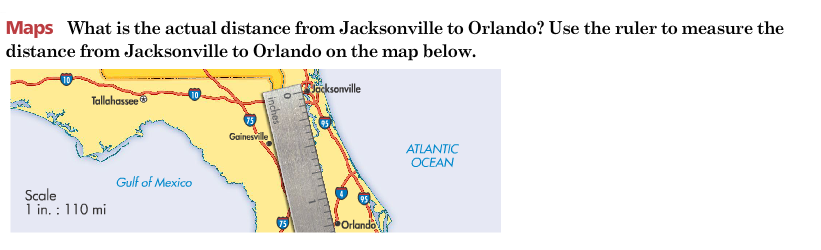 Maps What is the actual distance from Jacksonville to Orlando? Use the ruler to measure the
distance from Jacksonville to Orlando on the map below.
10
Jacksonville
Tallahassee
10
0
inches
75
95
Gainesville
ATLANTIC
OCEAN
Gulf of Mexico
Scale
1 in. : 110 mi
4
95
75
Orlando